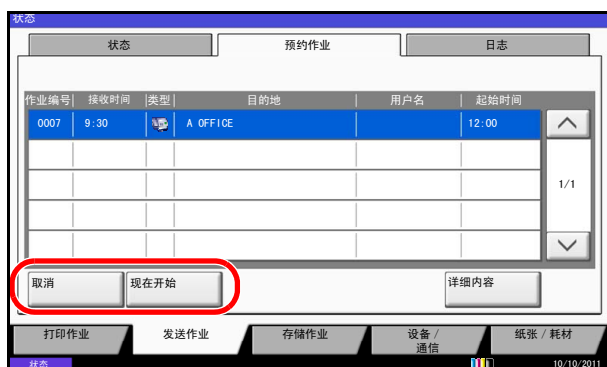 状态
状态 预约作业 日志
作业编号 接收时间 类型 目的地 用户名 起始时间
0007 9:30 A OFFICE 12:00
1/1
取消 现在开始 详细内容
打印作业 发送作业 存储作业 设备 / 通信 纸张 / 耗材
状态 10/10/2011